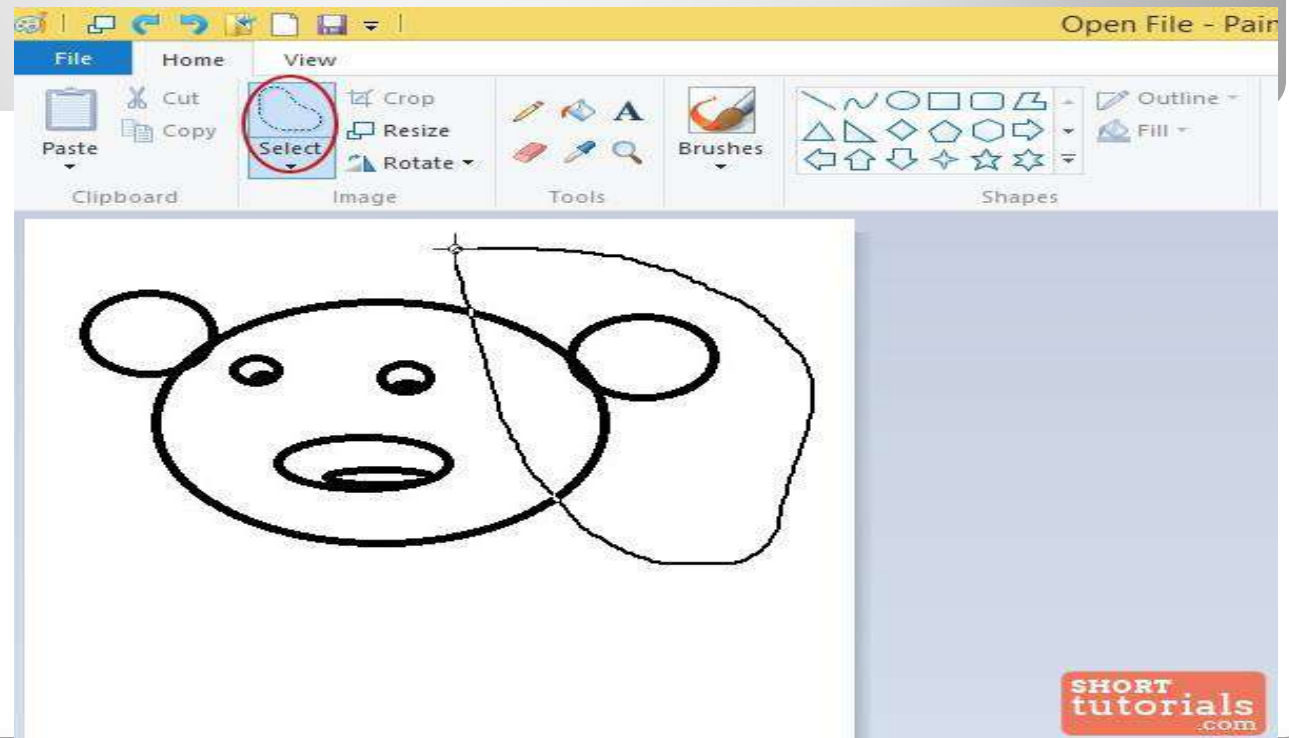 Open File - Pain
File Home View
Cut
Copy
Paste
Clipboard
Select
Crop
Resize
Rotate
Image
A
Tools
Brushes
Shapes
Outline
Fill
SHORT
tutorials
.com